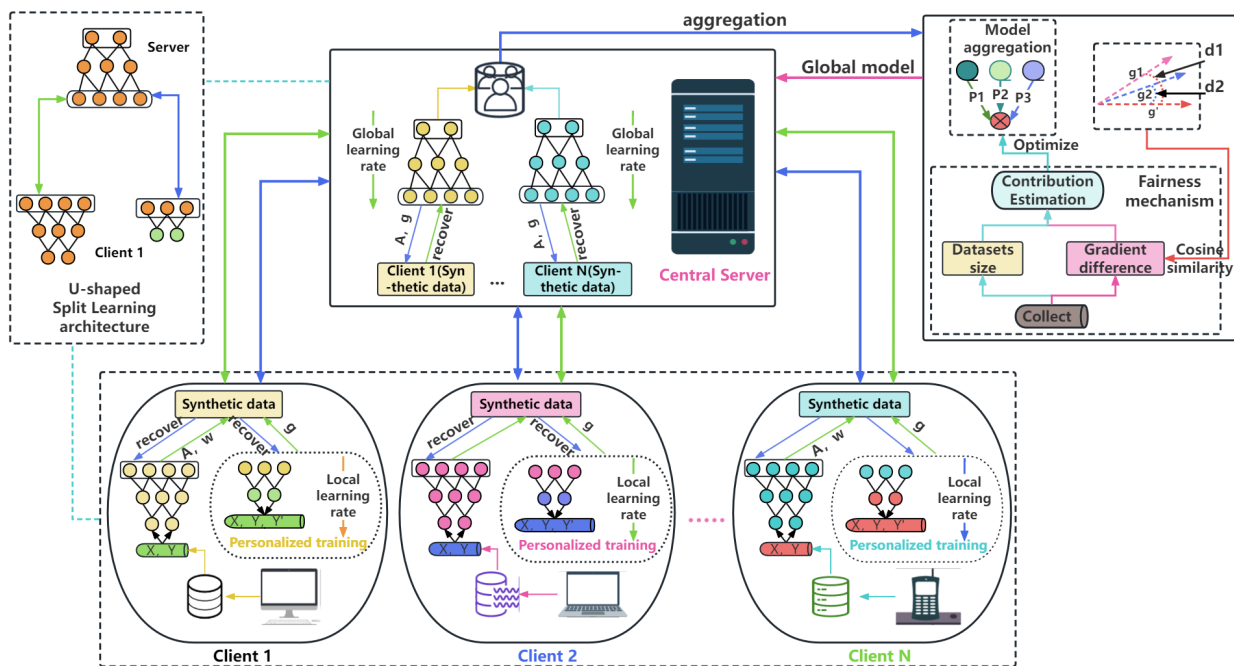 Server
Client 1
U-shaped
Split Learning
architecture
aggregation
Global model
Global
learning
rate
Global
learning
rate
A, g
recover
A, g
recover
Client 1(Syn
-thetic data)
...
Client N(Syn-
thetic data)
Central Server
Model
aggregation
P1
P2
P3
Optimize
g1
g2
g'
d1
d2
Contribution
Estimation
Fairness
mechanism
Datasets
size
Gradient
difference
Cosine
similarity
Collect
Synthetic data
recover
A, w
recover
g
Local
learning
rate
X, Y, Y'
Personalized training
X, Y
Client 1
Synthetic data
recover
recover
g
Local
learning
rate
X, Y, Y'
Personalized training
X, Y
Client 2
Synthetic data
A, w
g
Local
learning
rate
X, Y, Y'
Personalized training
X, Y
Client N